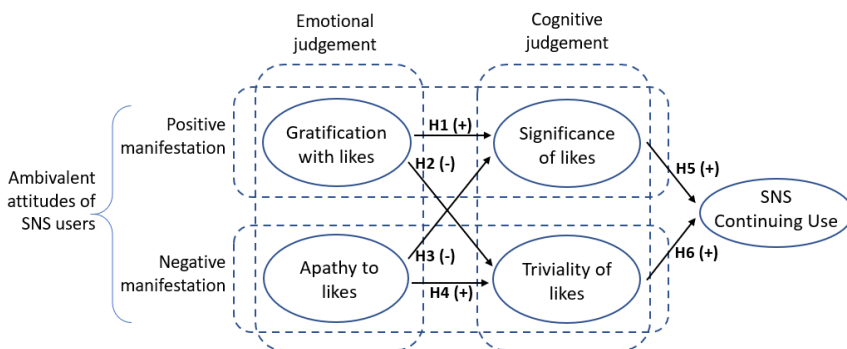 Emotional
judgement
Cognitive
judgement
Positive
manifestation
Gratification
with likes
H1 (+)
H2 (-)
Significance
of likes
H5 (+)
Ambivalent
attitudes of
SNS users
SNS
Continuing Use
Negative
manifestation
Apathy to
likes
H3 (-)
H4 (+)
Triviality of
likes
H6 (+)